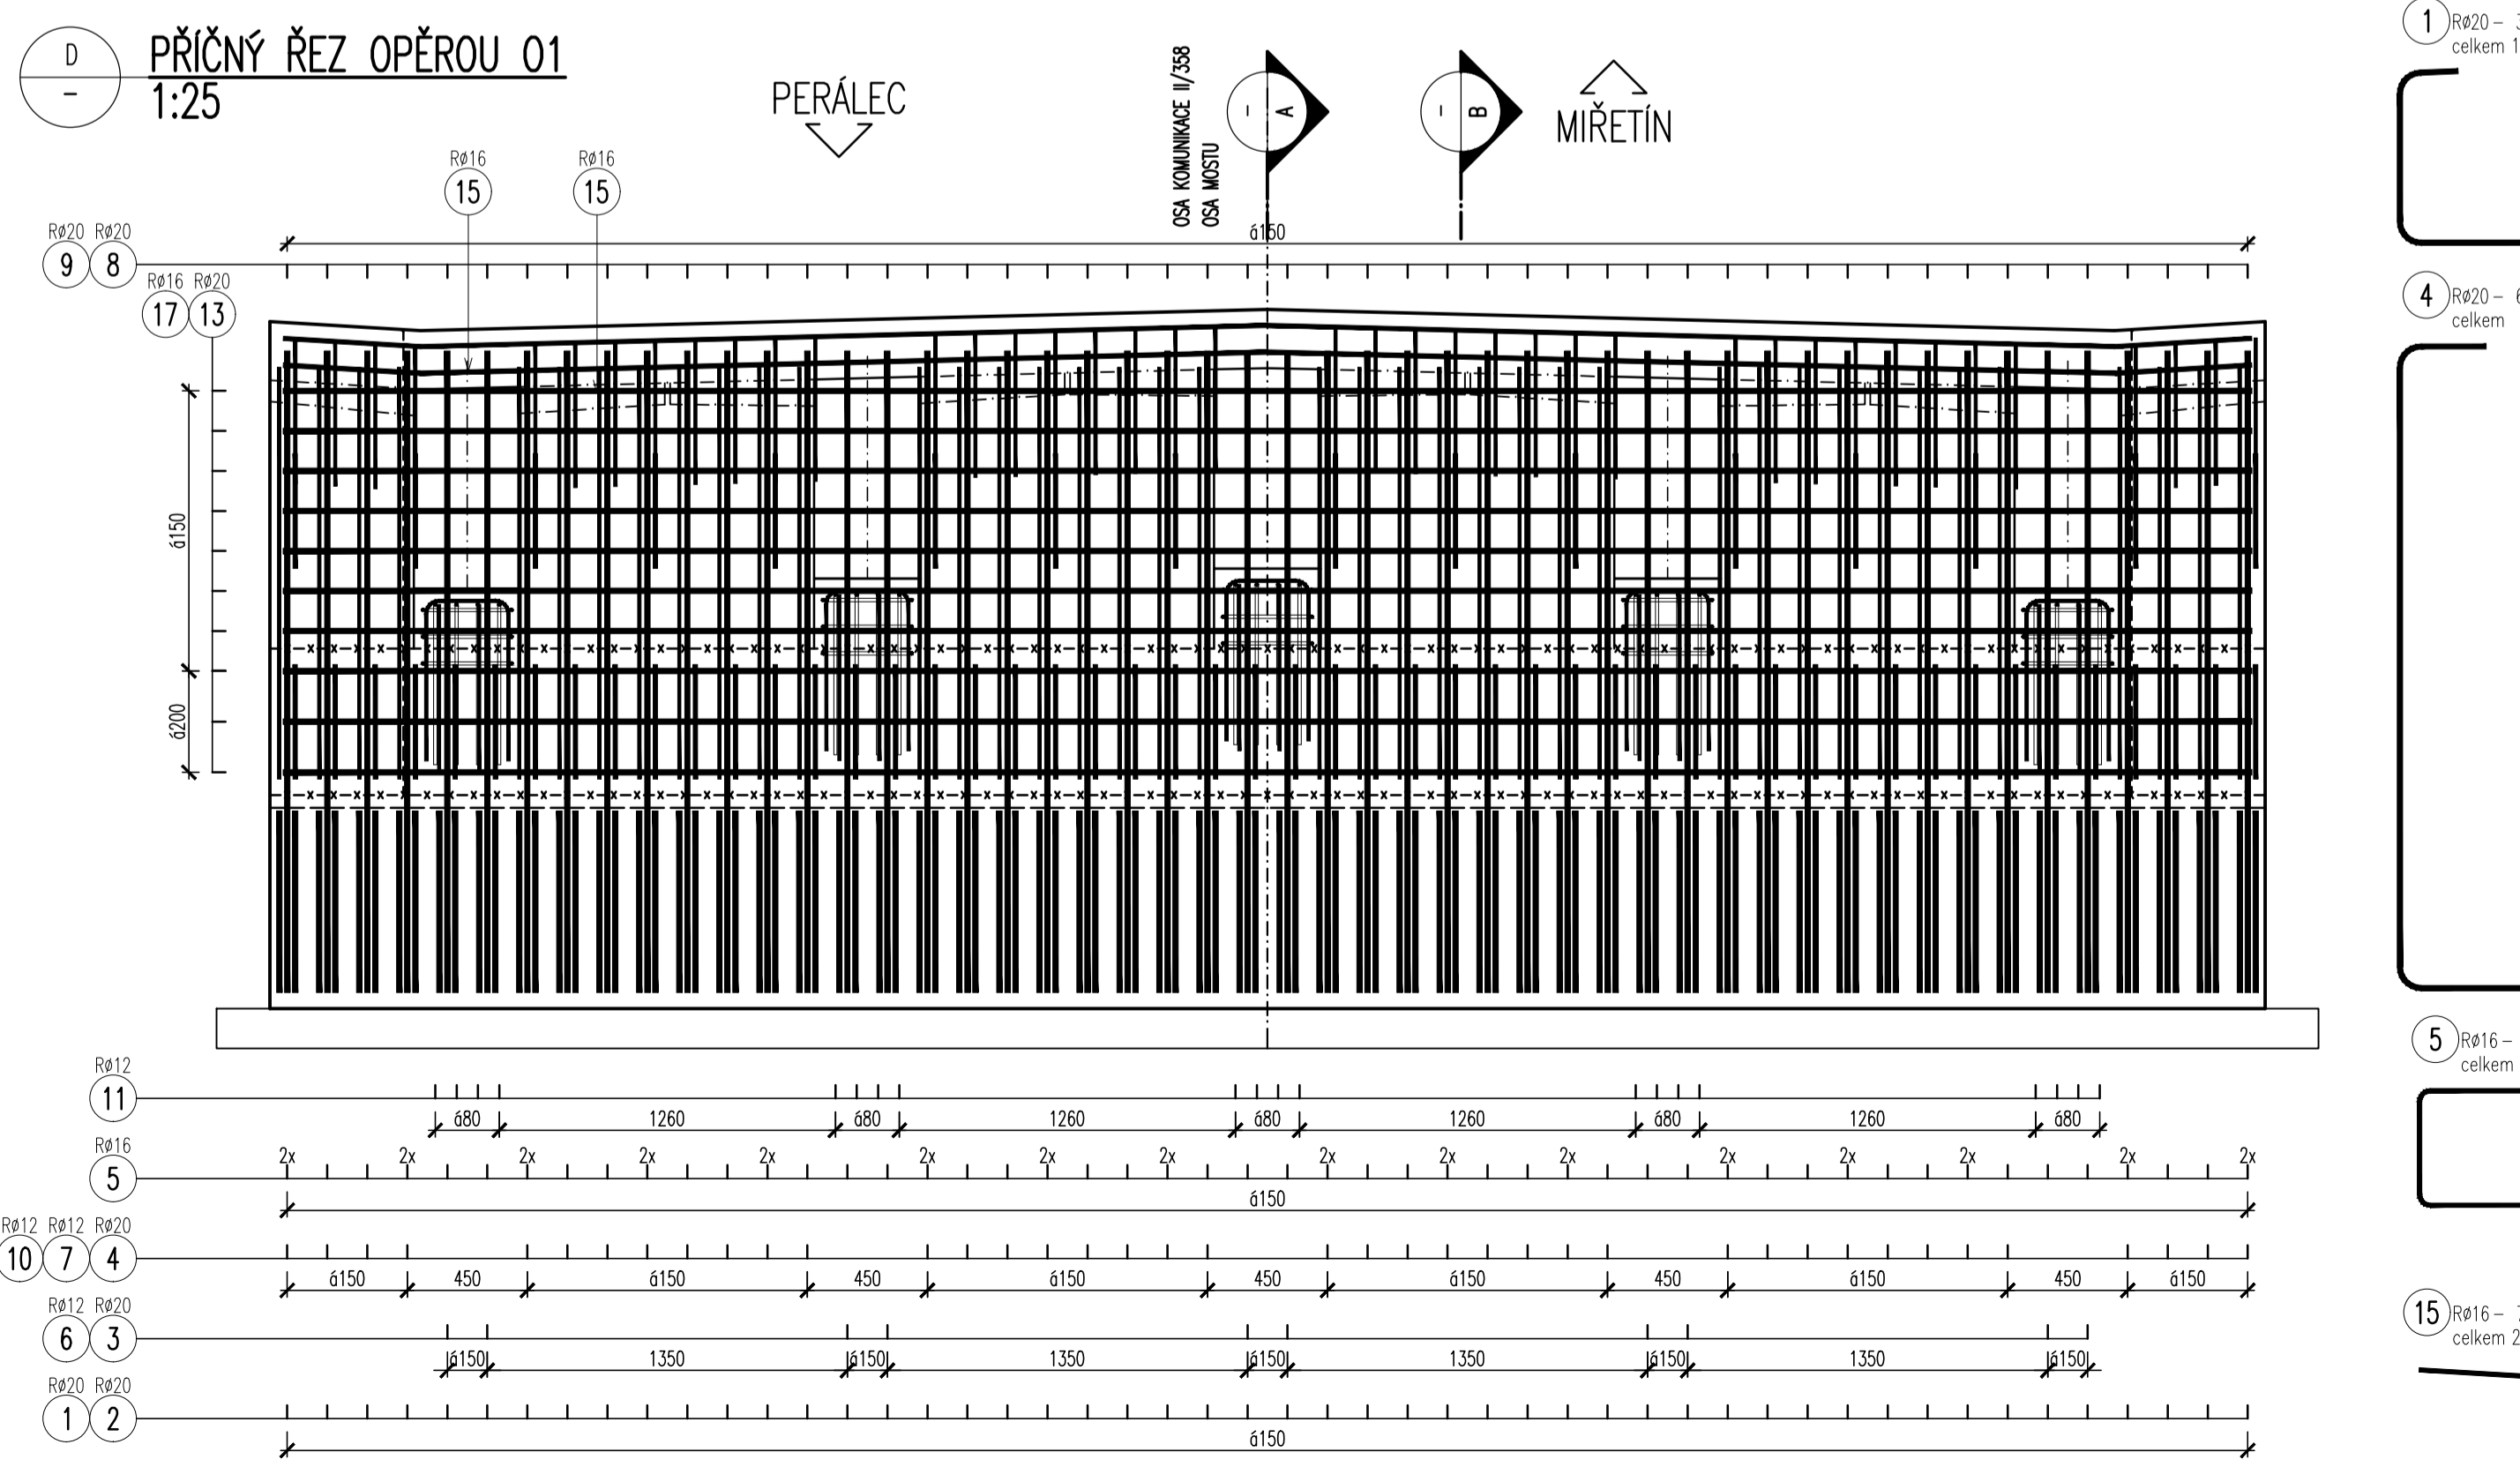 D
–
PŘÍČNÝ ŘEZ OPĚROU O1
1:25
PERÁLEC
OSA KOMUNIKACE II/358
OSA MOSTU
– A
– B
MIŘETÍN
Rø16 Rø16
15 15
á150
Rø20 Rø20
9 8
Rø16 Rø20
17 13
á150
á200
Rø12
11
á80 1260 á80 1260 á80 1260 á80 1260 á80
Rø16
5
2x 2x 2x 2x 2x 2x 2x 2x 2x 2x 2x 2x 2x 2x 2x 2x
á150
Rø12 Rø12 Rø20
10 7 4
á150 450 á150 450 á150 450 á150 450 á150 450 á150
Rø12 Rø20
6 3
á150 1350 á150 1350 á150 1350 á150 1350 á150
Rø20 Rø20
1 2
á150
1 Rø20 –
celkem 1
4 Rø20 –
celkem
5 Rø16 –
celkem
15 Rø16 –
celkem 2